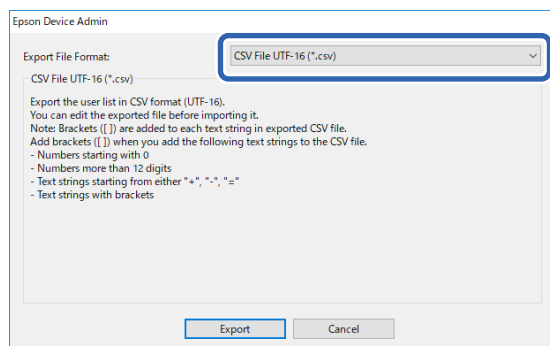 Epson Device Admin
Export File Format:
CSV File UTF-16 (*.csv)
CSV File UTF-16 (*.csv)
Export the user list in CSV format (UTF-16).
You can edit the exported file before importing it.
Note: Brackets ([ ]) are added to each text string in exported CSV file.
Add brackets ([ ]) when you add the following text strings to the CSV file.
- Numbers starting with 0
- Numbers more than 12 digits
- Text strings starting from either "+", "-", "="
- Text strings with brackets
Export
Cancel